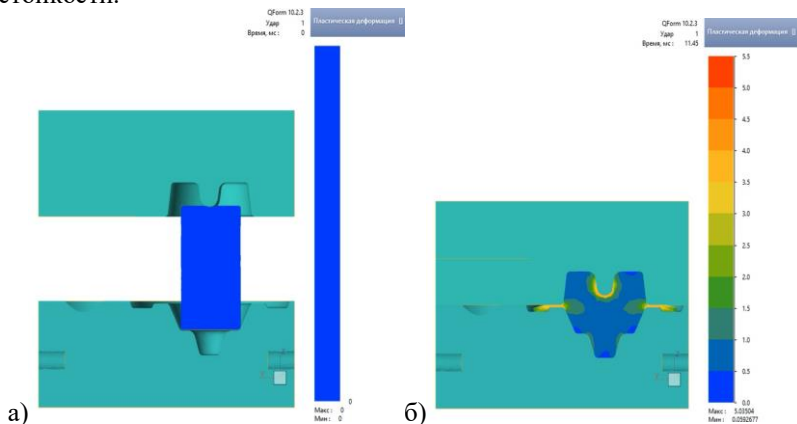 стойкости.
QForm 10.2.3
Удар 1
Время, мс: 0
Пластическая деформация []
0
Макс: 0
Мин: 0
а)
QForm 10.2.3
Удар 1
Время, мс: 11.45
Пластическая деформация []
5.5
5.0
4.5
4.0
3.5
3.0
2.5
2.0
1.5
1.0
0.5
0.0
Макс: 5.03504
Мин: 0.0392677
б)